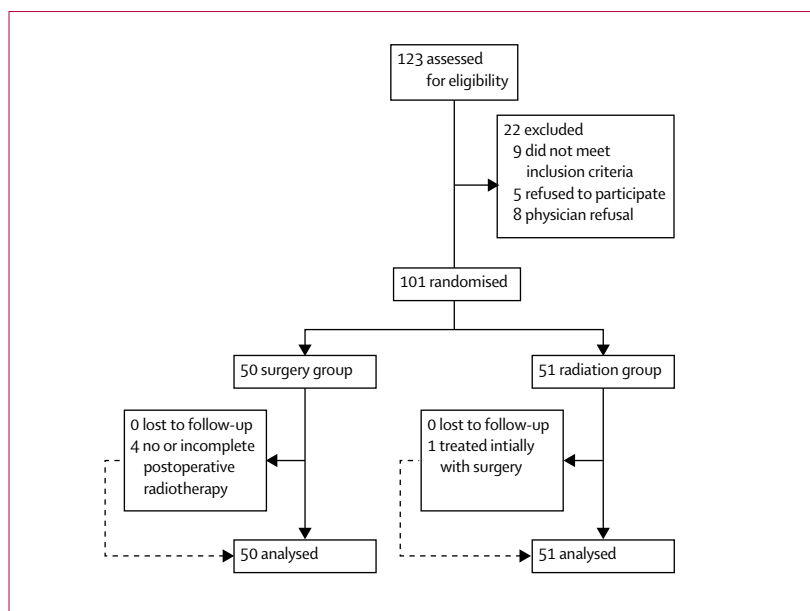 123 assessed
for eligibility
22 excluded
9 did not meet
inclusion criteria
5 refused to participate
8 physician refusal
101 randomised
50 surgery group
51 radiation group
0 lost to follow-up
4 no or incomplete
postoperative
radiotherapy
0 lost to follow-up
1 treated intially
with surgery
50 analysed
51 analysed